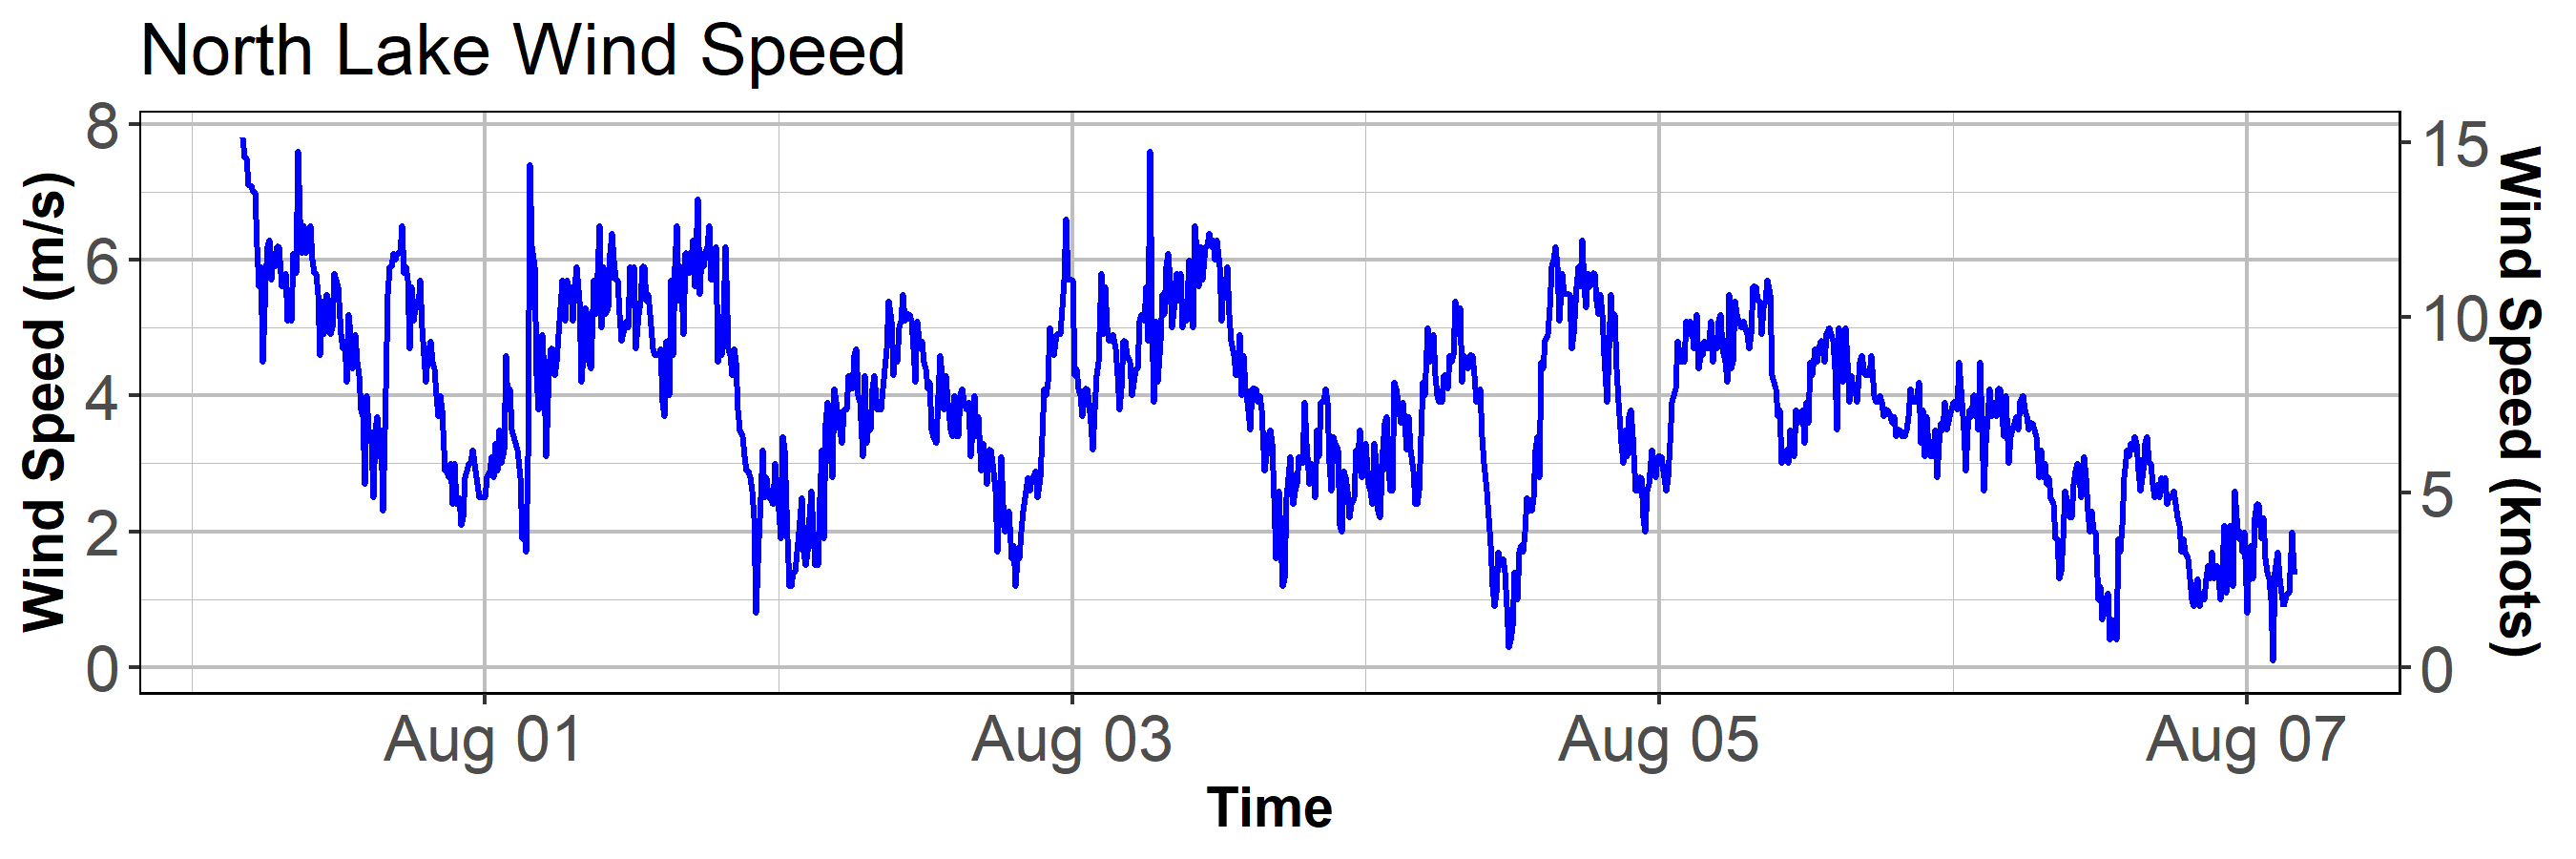 North Lake Wind Speed
Wind Speed (m/s)
8
6
4
2
0
15
10
5
0
Wind Speed (knots)
Aug 01
Aug 03
Aug 05
Aug 07
Time